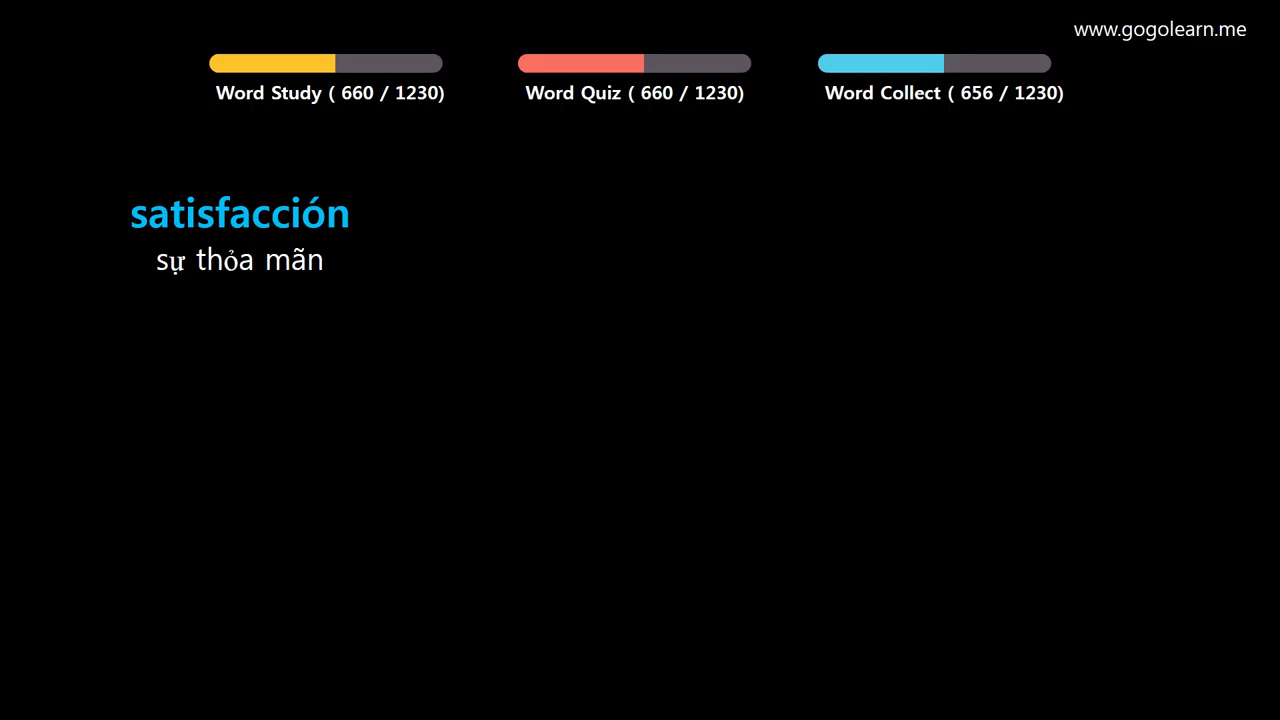 www.gogolearn.me
Word Study ( 660 / 1230)
Word Quiz ( 660 / 1230)
Word Collect ( 656 / 1230)
satisfacción
sự thỏa mãn